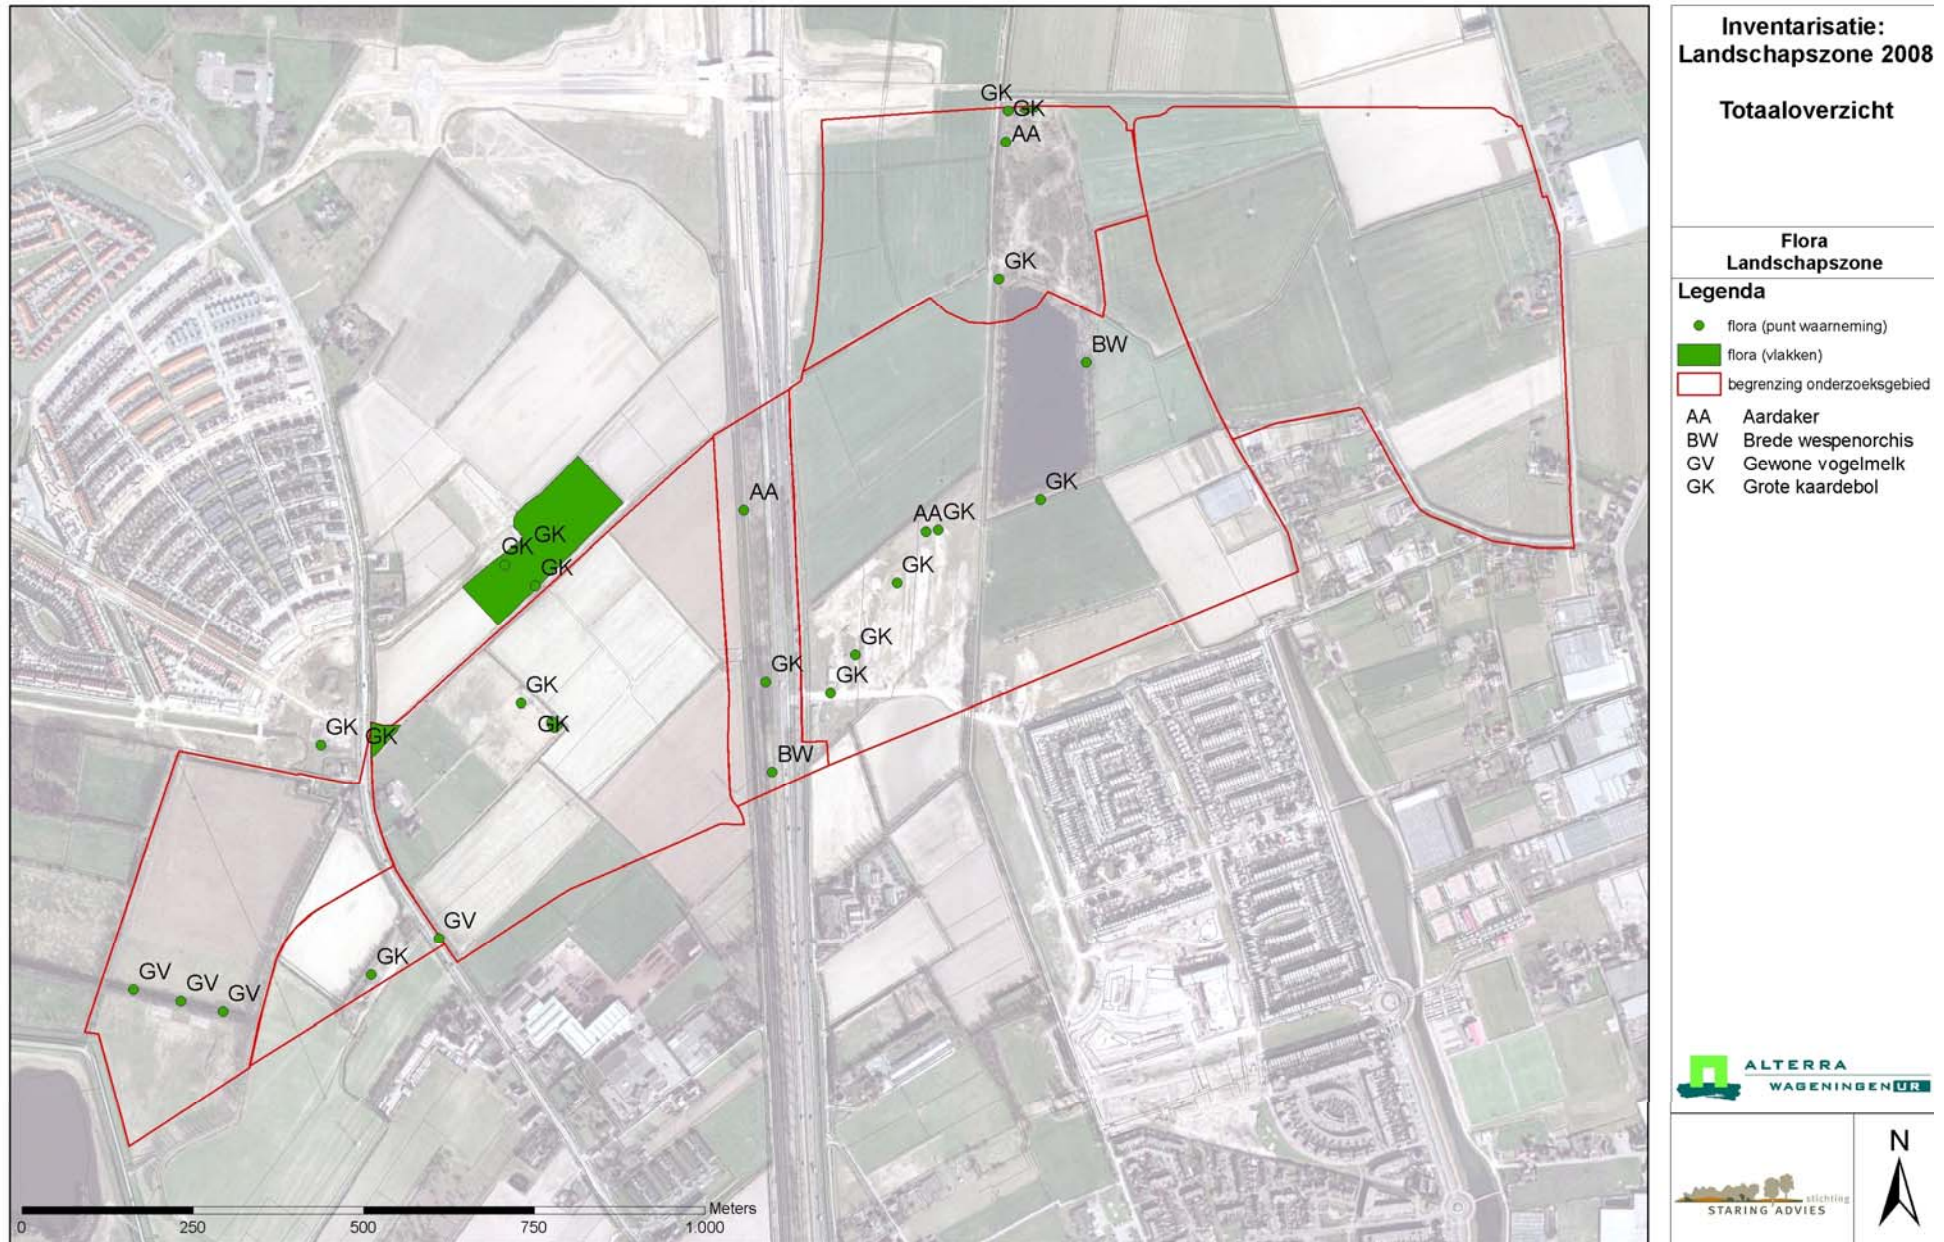 Inventarisatie:
Landschapszone 2008
Totaaloverzicht
Flora
Landschapszone
Legenda
flora (punt waarneming)
flora (vlakken)
begrenzing onderzoeksgebied
AA Aardaker
BW Brede wespenorchis
GV Gewone vogelmelk
GK Grote kaardebol
GK
GK
AA
GK
BW
GK
AA
AA GK
GK
GK
GK
GK
GK
GK
GK
GK
GK
GK
GK
BW
GV
GK
GV
GV
GV
Meters
0 250 500 750 1.000
ALTERRA
WAGENINGEN UR
stichting
STARING ADVIES
N